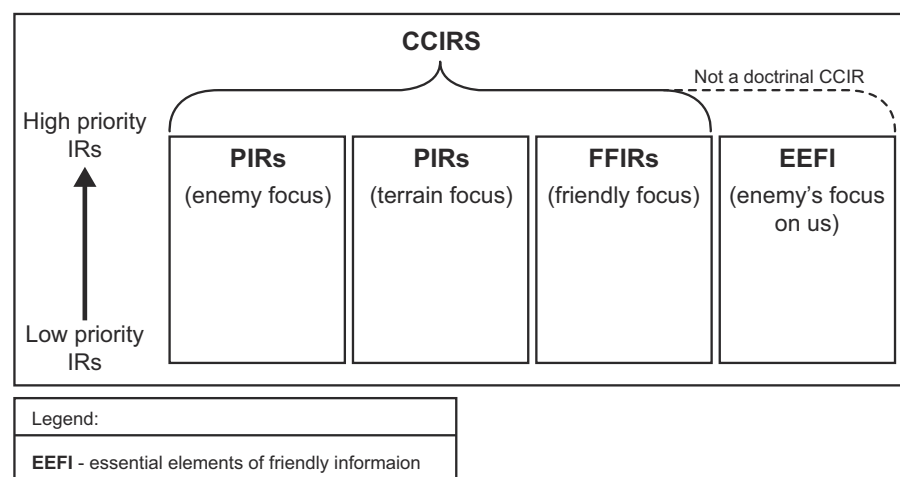 CCIRS
Not a doctrinal CCIR
High priority
IRs
PIRs
(enemy focus)
PIRs
(terrain focus)
FFIRs
(friendly focus)
EEFI
(enemy's focus
on us)
Low priority
IRs
Legend:
EEFI - essential elements of friendly informaion